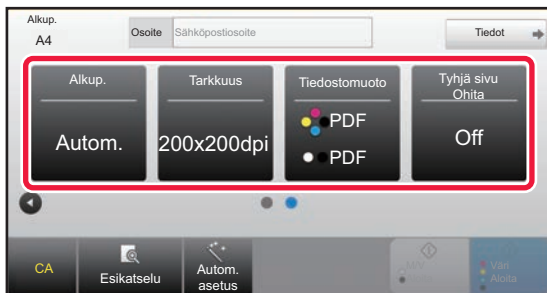 Alkup.
A4
Osoite
Sähköpostiosoite
Tiedot
Alkup.
Autom.
Tarkkuus
200x200dpi
Tiedostomuoto
PDF
PDF
Tyhjä sivu
Ohita
Off
CA
Esikatselu
Autom.
asetus
M/V
Aloita
Väri
Aloita